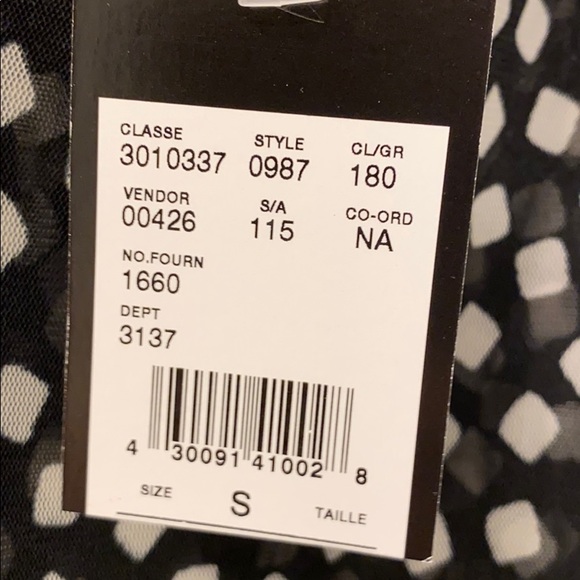 CLASSE STYLE CL/GR
3010337 0987 180
VENDOR S/A CO-ORD
00426 115 NA
NO.FOURN
1660
DEPT
3137
4 30091 41002 8
SIZE S TAILLE